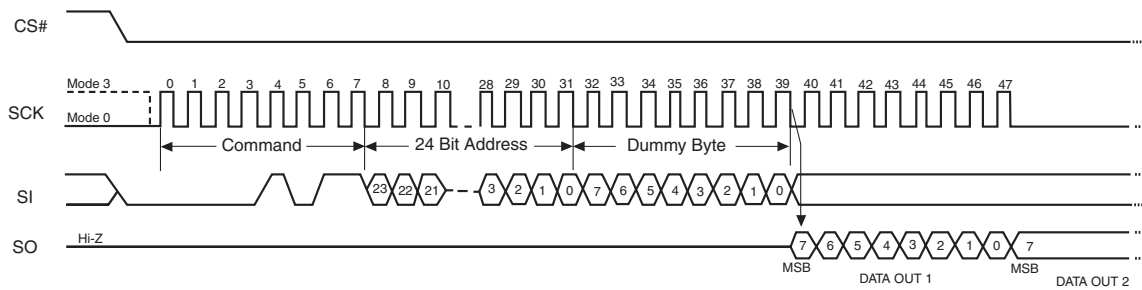 CS#
Mode 3
0 1 2 3 4 5 6 7 8 9 10 28 29 30 31 32 33 34 35 36 37 38 39 40 41 42 43 44 45 46 47
SCK
Mode 0
Command 24 Bit Address Dummy Byte
SI 23 22 21 3 2 1 0 7 6 5 4 3 2 1 0
SO Hi-Z 7 6 5 4 3 2 1 0 7
MSB DATA OUT 1 MSB DATA OUT 2